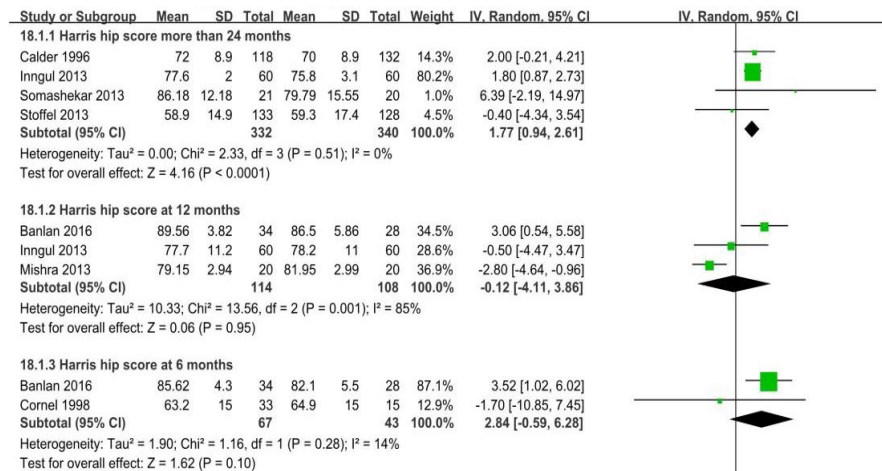 Study or Subgroup Mean SD Total Mean SD Total Weight IV, Random, 95% CI IV, Random, 95% CI
18.1.1 Harris hip score more than 24 months
Calder 1996 72 8.9 118 70 8.9 132 14.3% 2.00 [-0.21, 4.21]
Inngul 2013 77.6 2 60 75.8 3.1 60 80.2% 1.80 [0.87, 2.73]
Somashekar 2013 86.18 12.18 21 79.79 15.55 20 1.0% 6.39 [-2.19, 14.97]
Stoffel 2013 58.9 14.9 133 59.3 17.4 128 4.5% -0.40 [-4.34, 3.54]
Subtotal (95% CI) 332 340 100.0% 1.77 [0.94, 2.61]
Heterogeneity: Tau² = 0.00; Chi² = 2.33, df = 3 (P = 0.51); I² = 0%
Test for overall effect: Z = 4.16 (P < 0.0001)
18.1.2 Harris hip score at 12 months
Banlan 2016 89.56 3.82 34 86.5 5.86 28 34.5% 3.06 [0.54, 5.58]
Inngul 2013 77.7 11.2 60 78.2 11 60 28.6% -0.50 [-4.47, 3.47]
Mishra 2013 79.15 2.94 20 81.95 2.99 20 36.9% -2.80 [-4.64, -0.96]
Subtotal (95% CI) 114 108 100.0% -0.12 [-4.11, 3.86]
Heterogeneity: Tau² = 10.33; Chi² = 13.56, df = 2 (P = 0.001); I² = 85%
Test for overall effect: Z = 0.06 (P = 0.95)
18.1.3 Harris hip score at 6 months
Banlan 2016 85.62 4.3 34 82.1 5.5 28 87.1% 3.52 [1.02, 6.02]
Cornel 1998 63.2 15 33 64.9 15 15 12.9% -1.70 [-10.85, 7.45]
Subtotal (95% CI) 67 43 100.0% 2.84 [-0.59, 6.28]
Heterogeneity: Tau² = 1.90; Chi² = 1.16, df = 1 (P = 0.28); I² = 14%
Test for overall effect: Z = 1.62 (P = 0.10)